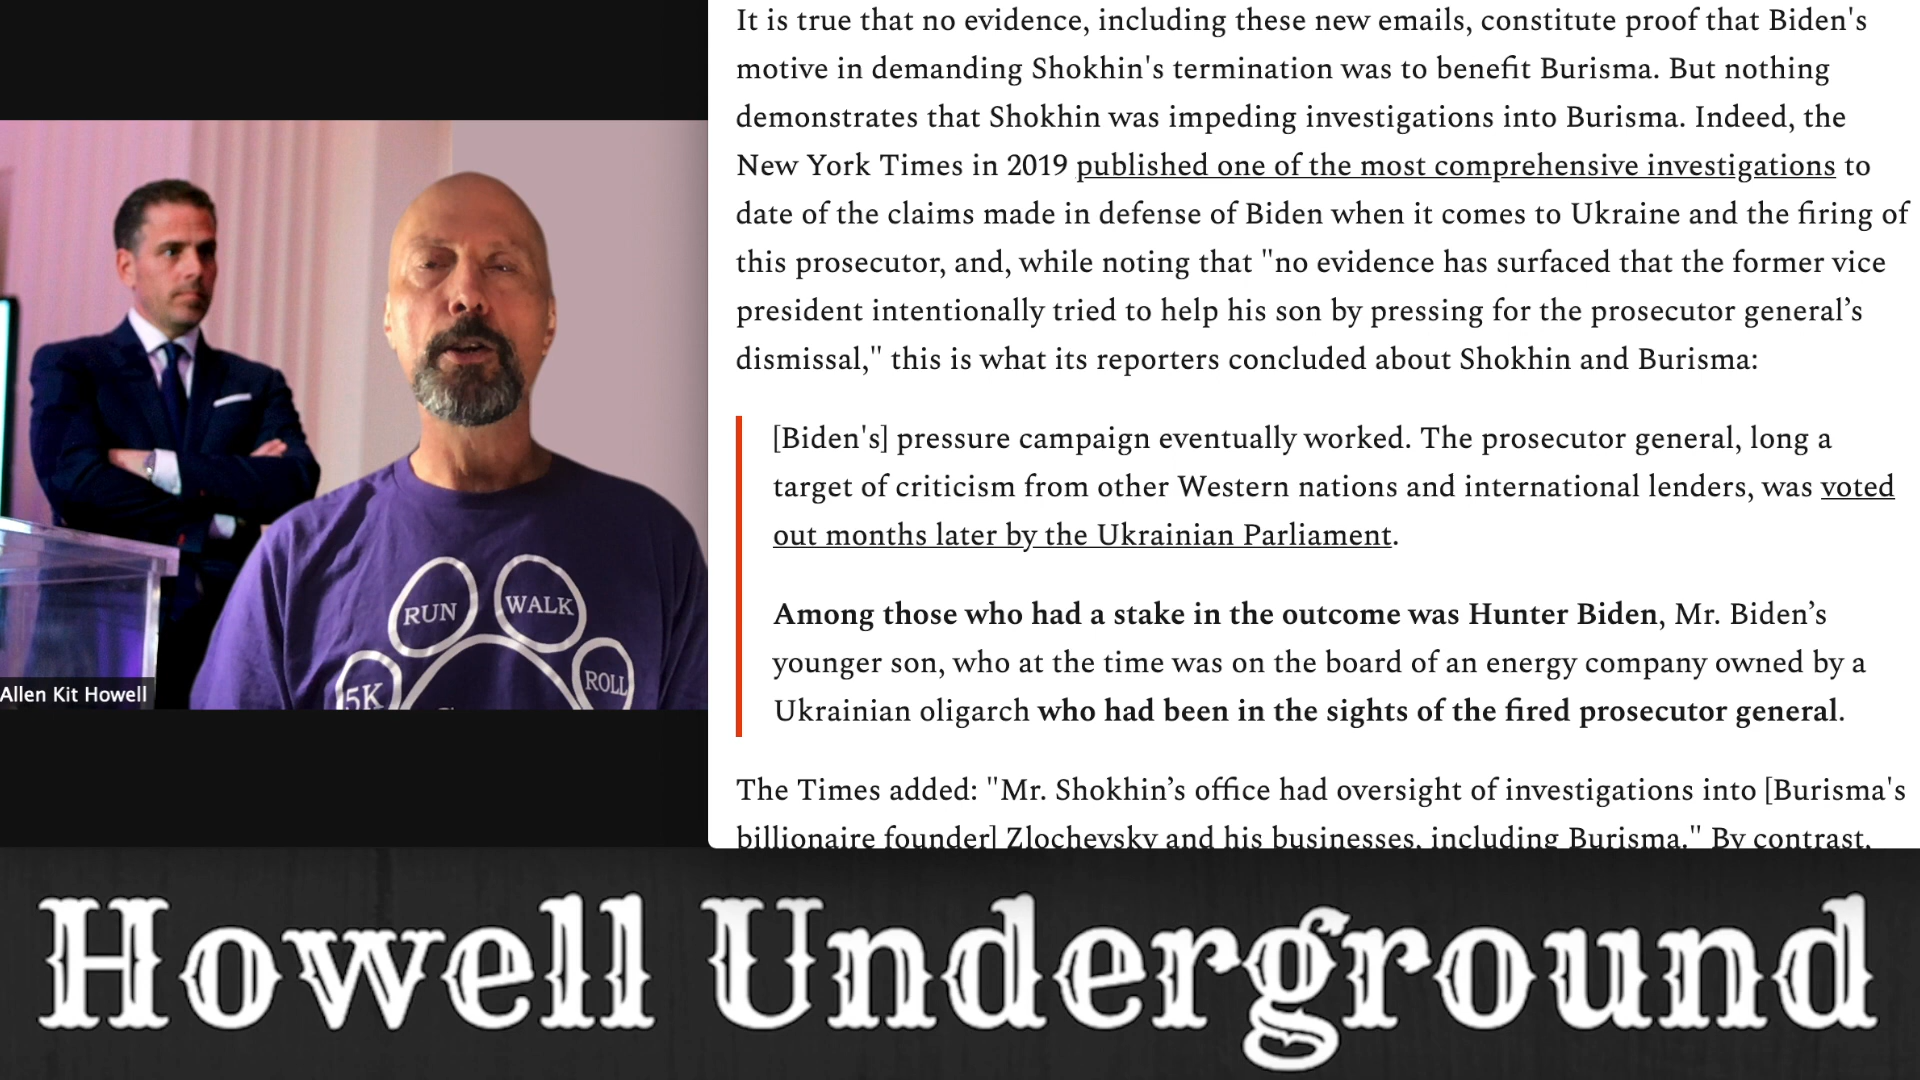 It is true that no evidence, including these new emails, constitute proof that Biden's
motive in demanding Shokhin's termination was to benefit Burisma. But nothing
demonstrates that Shokhin was impeding investigations into Burisma. Indeed, the
New York Times in 2019 published one of the most comprehensive investigations to
date of the claims made in defense of Biden when it comes to Ukraine and the firing of
this prosecutor, and, while noting that "no evidence has surfaced that the former vice
president intentionally tried to help his son by pressing for the prosecutor general’s
dismissal," this is what its reporters concluded about Shokhin and Burisma:
[Biden's] pressure campaign eventually worked. The prosecutor general, long a
target of criticism from other Western nations and international lenders, was voted
out months later by the Ukrainian Parliament.
Among those who had a stake in the outcome was Hunter Biden, Mr. Biden’s
younger son, who at the time was on the board of an energy company owned by a
Ukrainian oligarch who had been in the sights of the fired prosecutor general.
The Times added: "Mr. Shokhin’s office had oversight of investigations into [Burisma's
billionaire founder] Zlochevsky and his businesses, including Burisma." By contrast,
RUN
WALK
5K
ROLL
Allen Kit Howell
Howell Underground